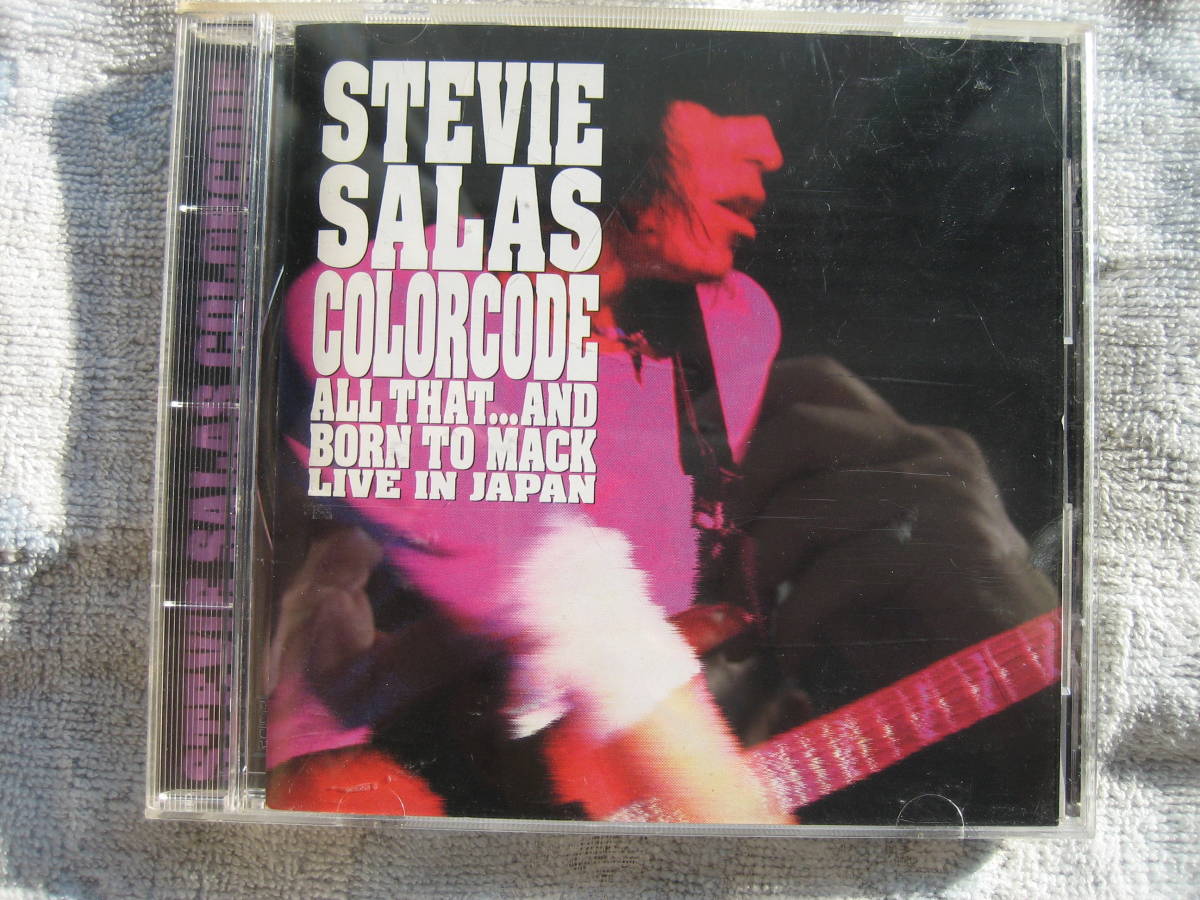 STEVIE
SALAS
COLORCODE
ALL THAT...AND
BORN TO MACK
LIVE IN JAPAN
STEVIE SALAS COLORCODE